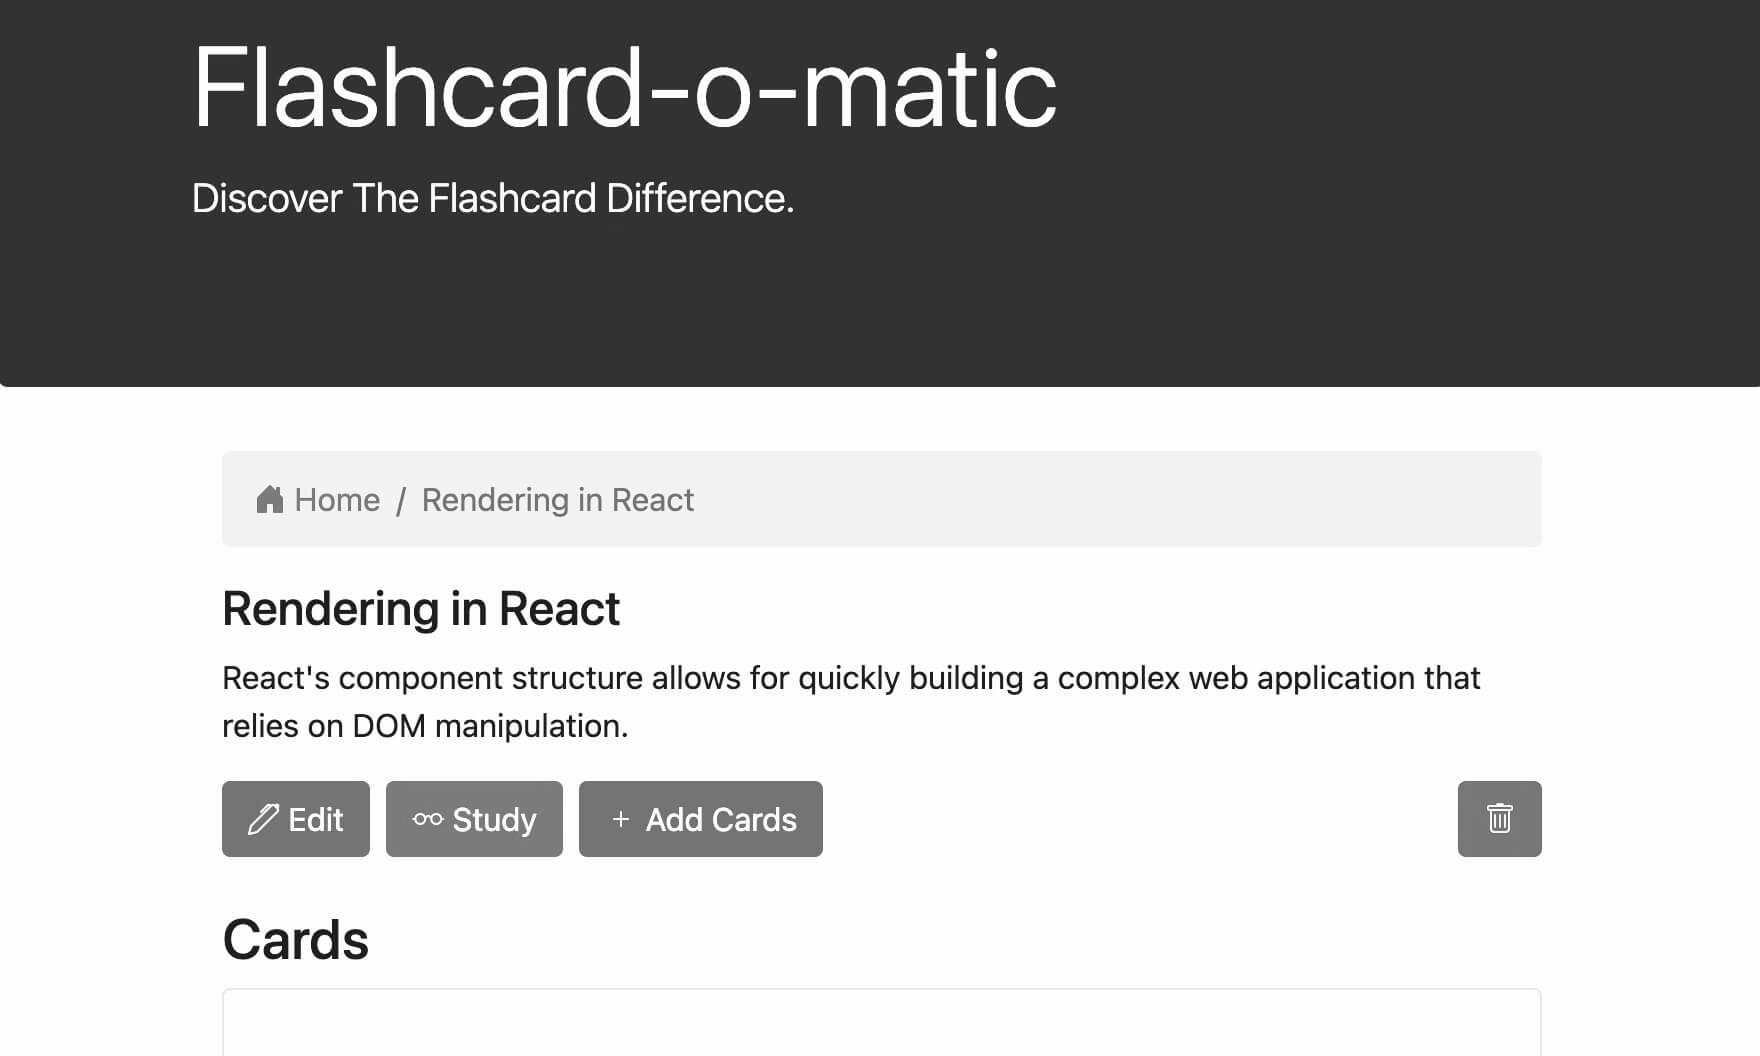 Flashcard-o-matic
Discover The Flashcard Difference.
Home / Rendering in React
Rendering in React
React's component structure allows for quickly building a complex web application that
relies on DOM manipulation.
Edit Study + Add Cards
Cards